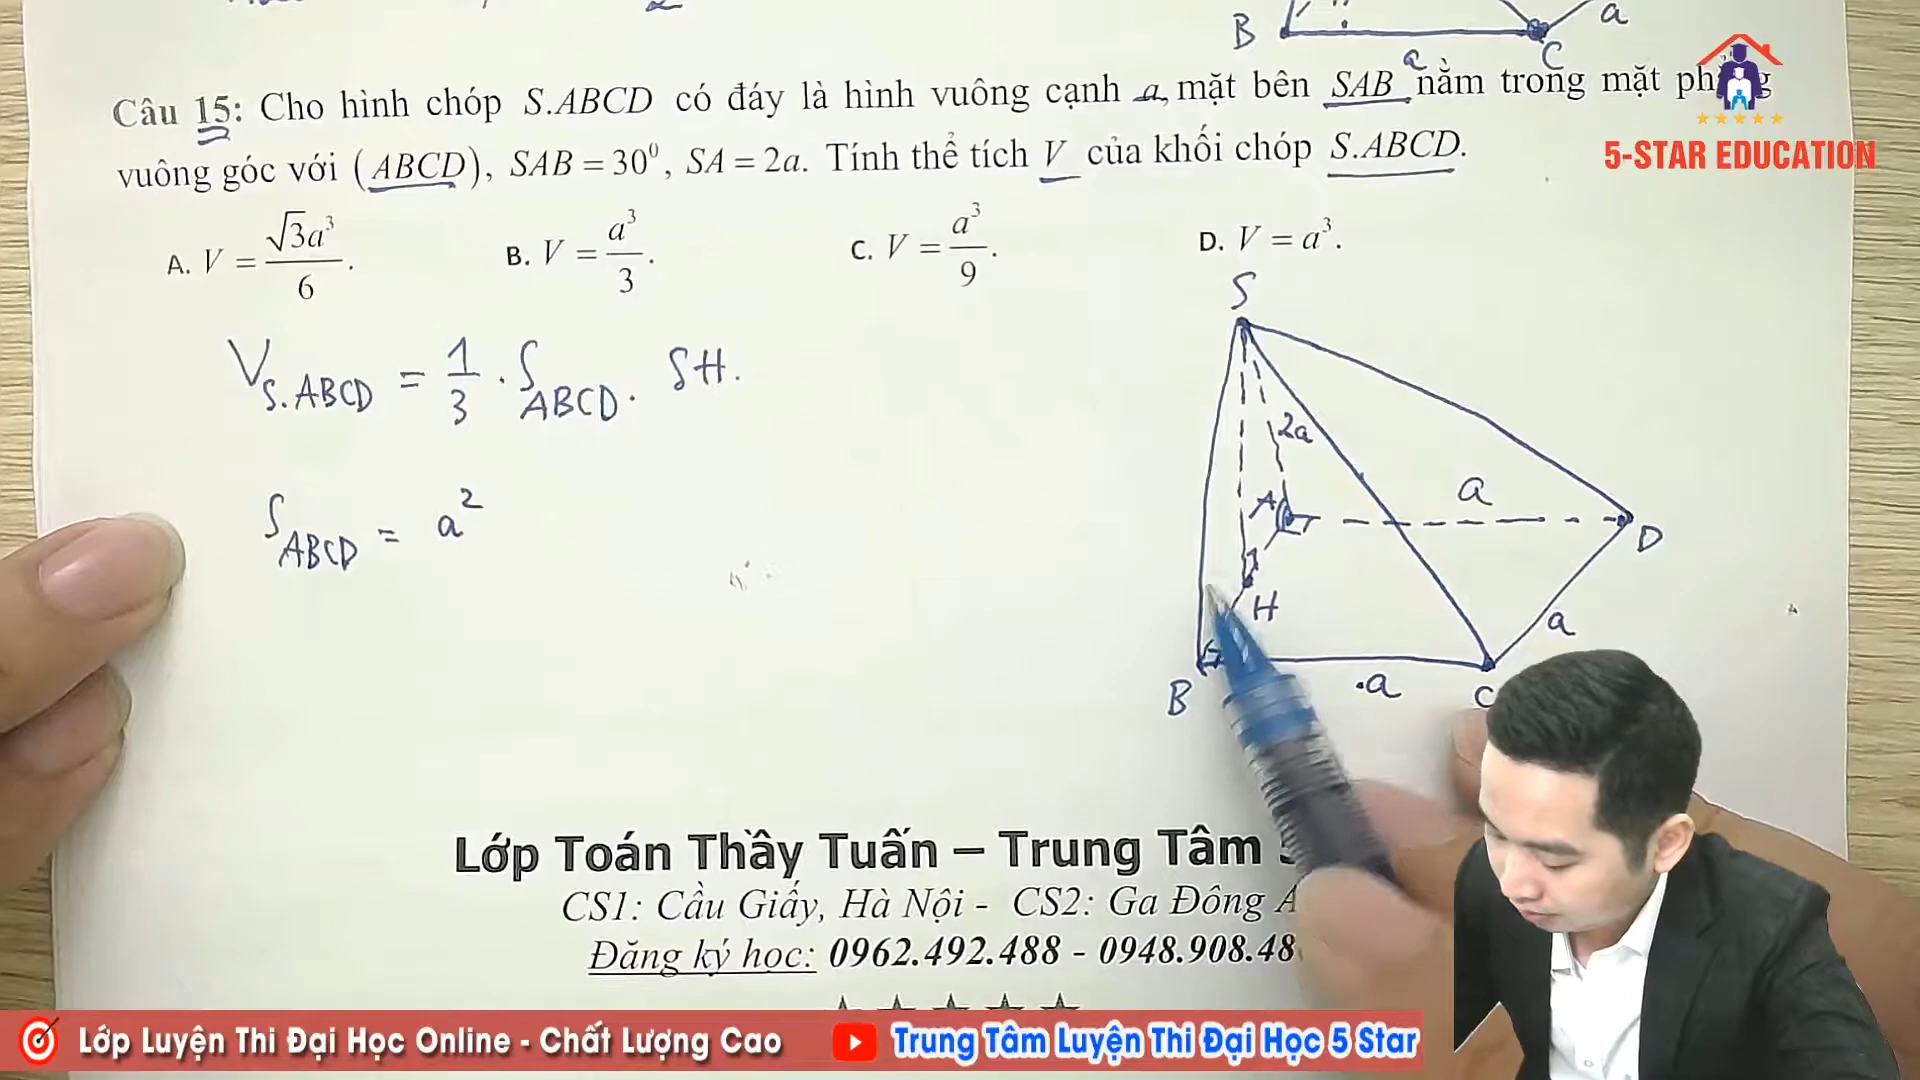 B
a
C
a
Câu 15: Cho hình chóp S.ABCD có đáy là hình vuông cạnh a, mặt bên SAB nằm trong mặt phẳng
vuông góc với (ABCD), SAB = 30⁰, SA = 2a. Tính thể tích V của khối chóp S.ABCD.
5-STAR EDUCATION
A. V = √3a³/6. B. V = a³/3. C. V = a³/9. D. V = a³.
V S.ABCD = 1/3 . S ABCD . SH.
S ABCD = a²
S
2a
A
a
D
H
a
B
.a
C
Lớp Toán Thầy Tuấn – Trung Tâm
CS1: Cầu Giấy, Hà Nội - CS2: Ga Đông A
Đăng ký học: 0962.492.488 - 0948.908.48
Lớp Luyện Thi Đại Học Online - Chất Lượng Cao
Trung Tâm Luyện Thi Đại Học 5 Star